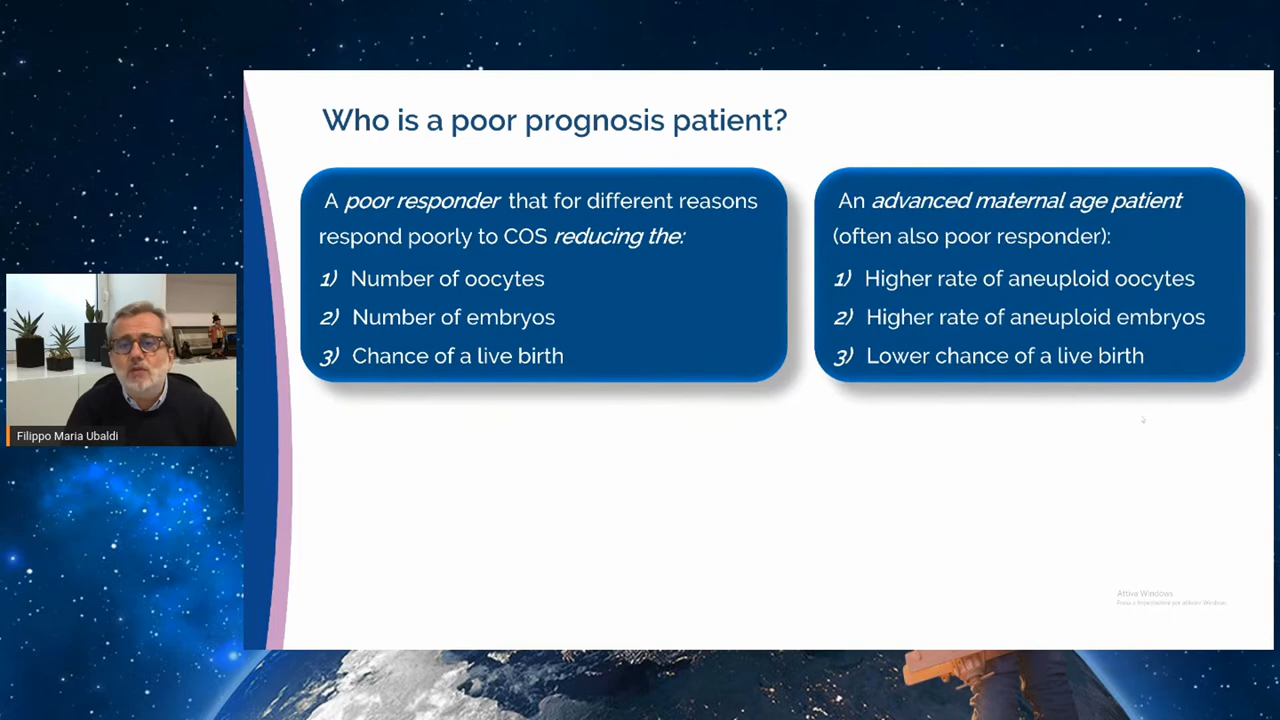 Who is a poor prognosis patient?
A poor responder that for different reasons
respond poorly to COS reducing the:
1) Number of oocytes
2) Number of embryos
3) Chance of a live birth
An advanced maternal age patient
(often also poor responder):
1) Higher rate of aneuploid oocytes
2) Higher rate of aneuploid embryos
3) Lower chance of a live birth
Filippo Maria Ubaldi
Attiva Windows